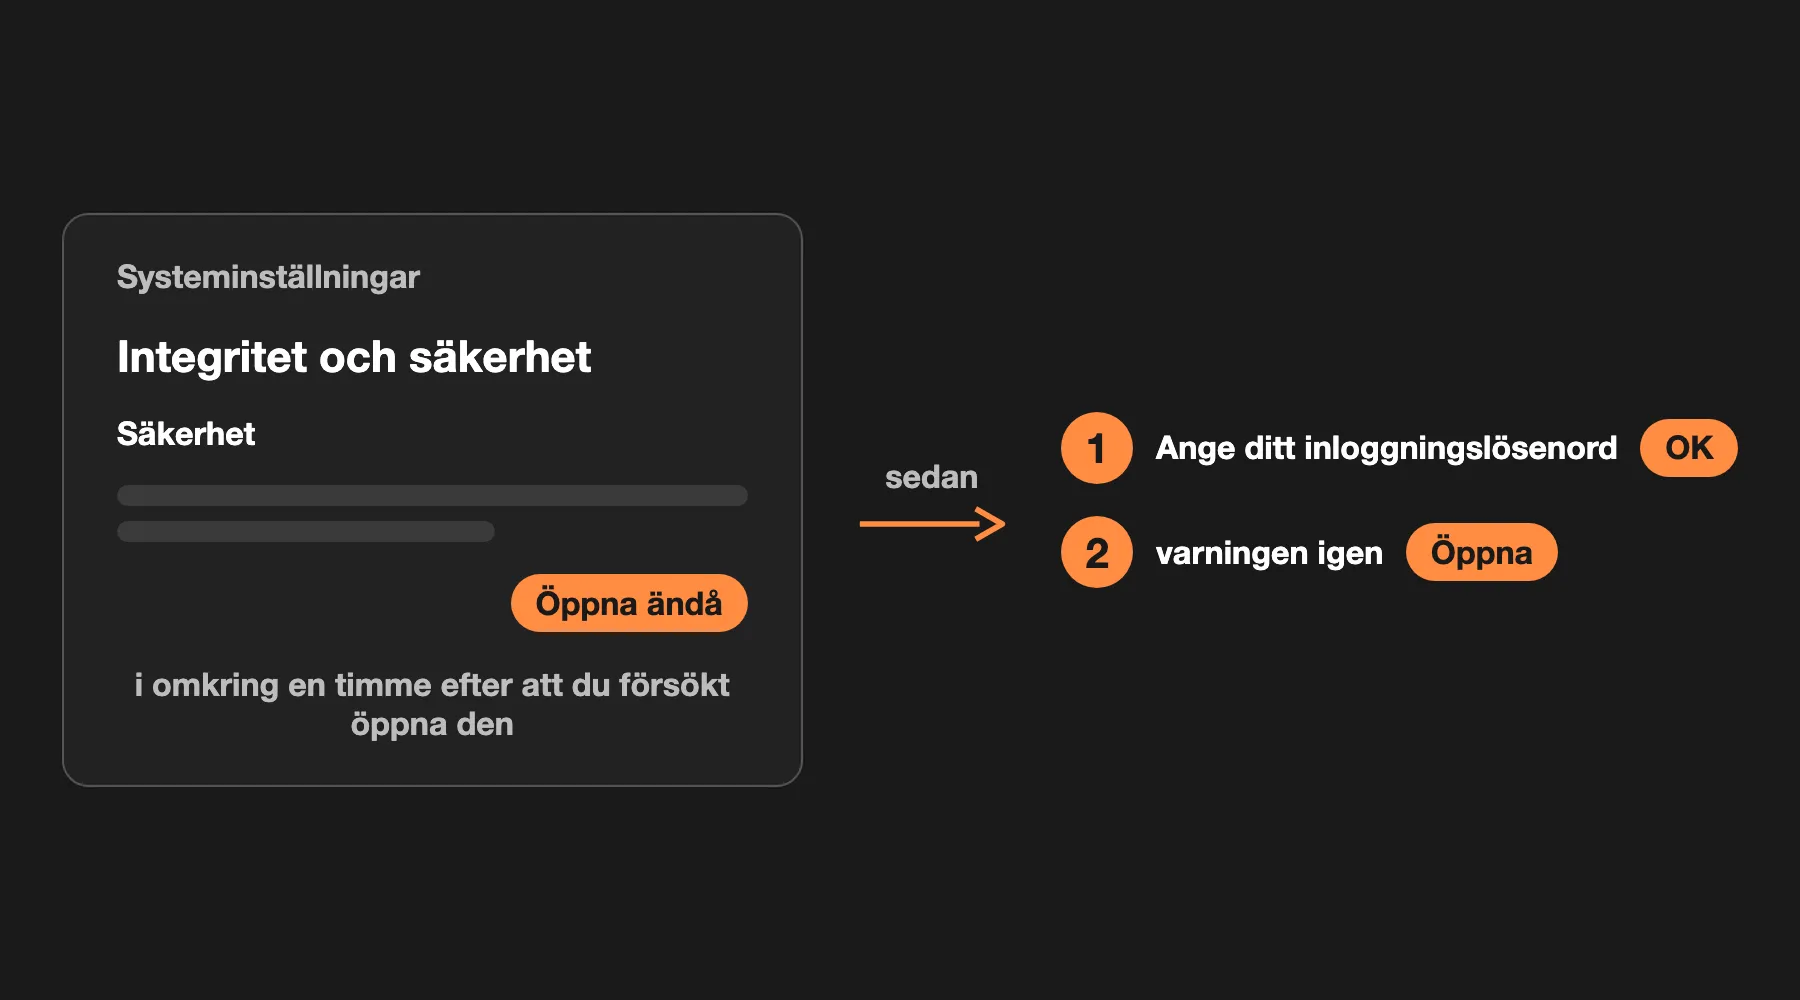 Systeminställningar
Integritet och säkerhet
Säkerhet
Öppna ändå
i omkring en timme efter att du försökt
öppna den
sedan
1 Ange ditt inloggningslösenord OK
2 varningen igen Öppna